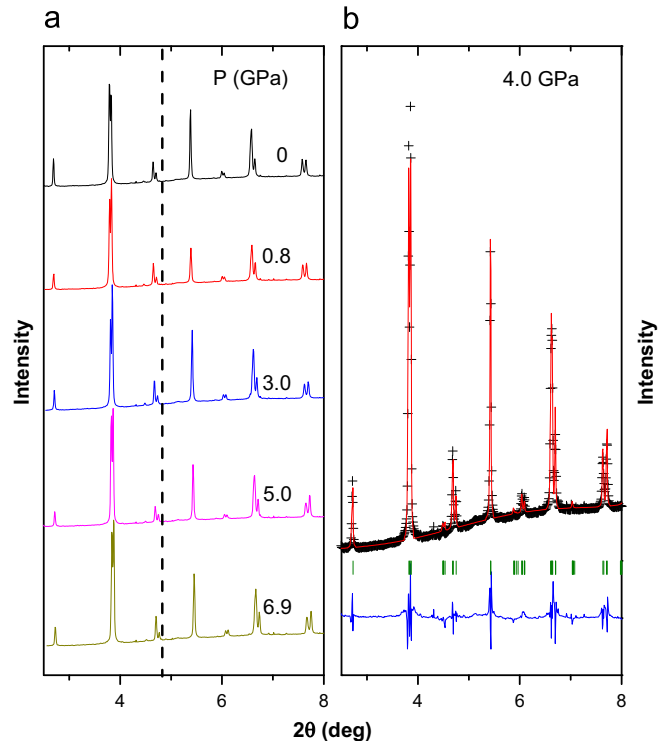 a
b
P (GPa)
4.0 GPa
0
0.8
3.0
5.0
6.9
Intensity
Intensity
4
6
8
4
6
8
2θ (deg)